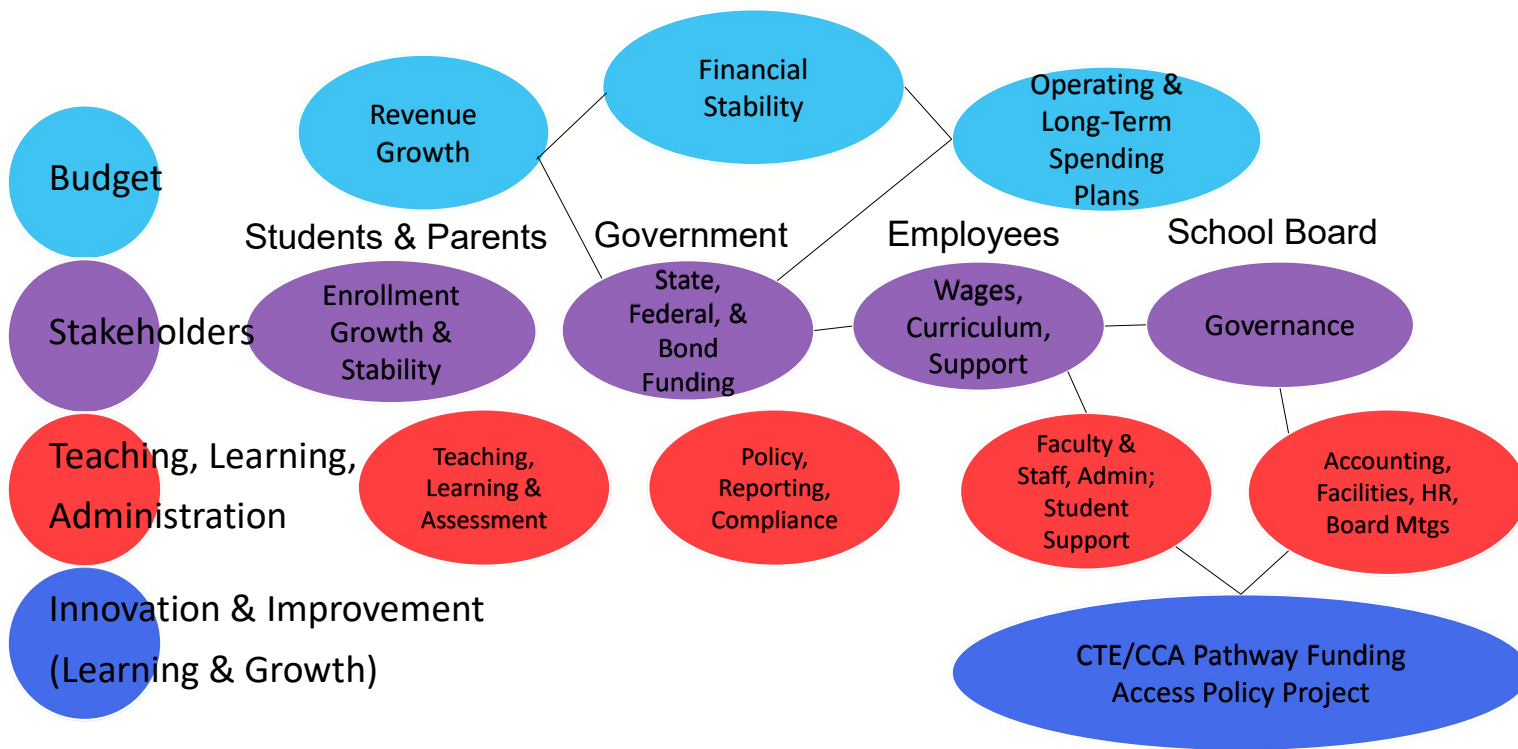 Financial
Stability
Revenue
Growth
Operating &
Long-Term
Spending
Plans
Budget
Students & Parents
Government
Employees
School Board
Stakeholders
Enrollment
Growth &
Stability
State,
Federal, &
Bond
Funding
Wages,
Curriculum,
Support
Governance
Teaching, Learning,
Administration
Teaching,
Learning &
Assessment
Policy,
Reporting,
Compliance
Faculty &
Staff, Admin;
Student
Support
Accounting,
Facilities, HR,
Board Mtgs
Innovation & Improvement
(Learning & Growth)
CTE/CCA Pathway Funding
Access Policy Project